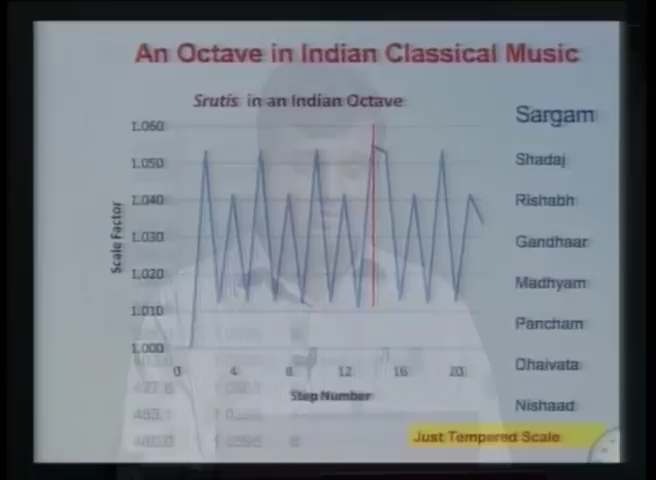 An Octave in Indian Classical Music
Srutis in an Indian Octave
Sargam
1.060
1.050
Shadaj
1.040
Rishabh
1.030
Gandhaar
1.020
Madhyam
1.010
Pancham
1.000
Scale Factor
0 4 8 12 16 20
Dhaivata
Step Number
Nishaad
Just Tempered Scale